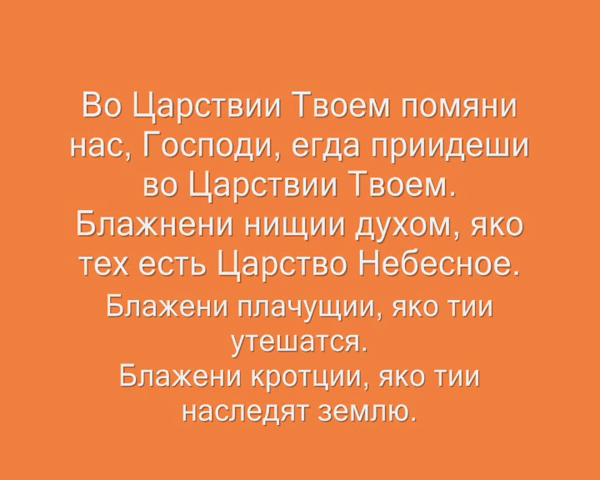 Во Царствии Твоем помяни
нас, Господи, егда приидеши
во Царствии Твоем.
Блажнени нищии духом, яко
тех есть Царство Небесное.
Блажени плачущии, яко тии
утешатся.
Блажени кротции, яко тии
наследят землю.